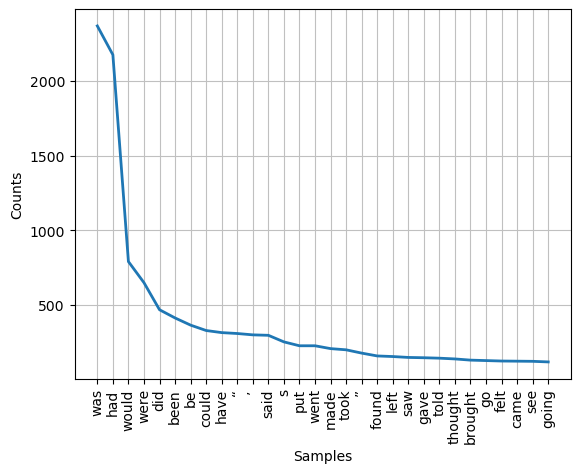 2000
1500
1000
500
Counts
was
had
would
were
did
been
be
could
have
“
’
said
s
put
went
made
took
”
found
left
saw
gave
told
thought
brought
go
felt
came
see
going
Samples